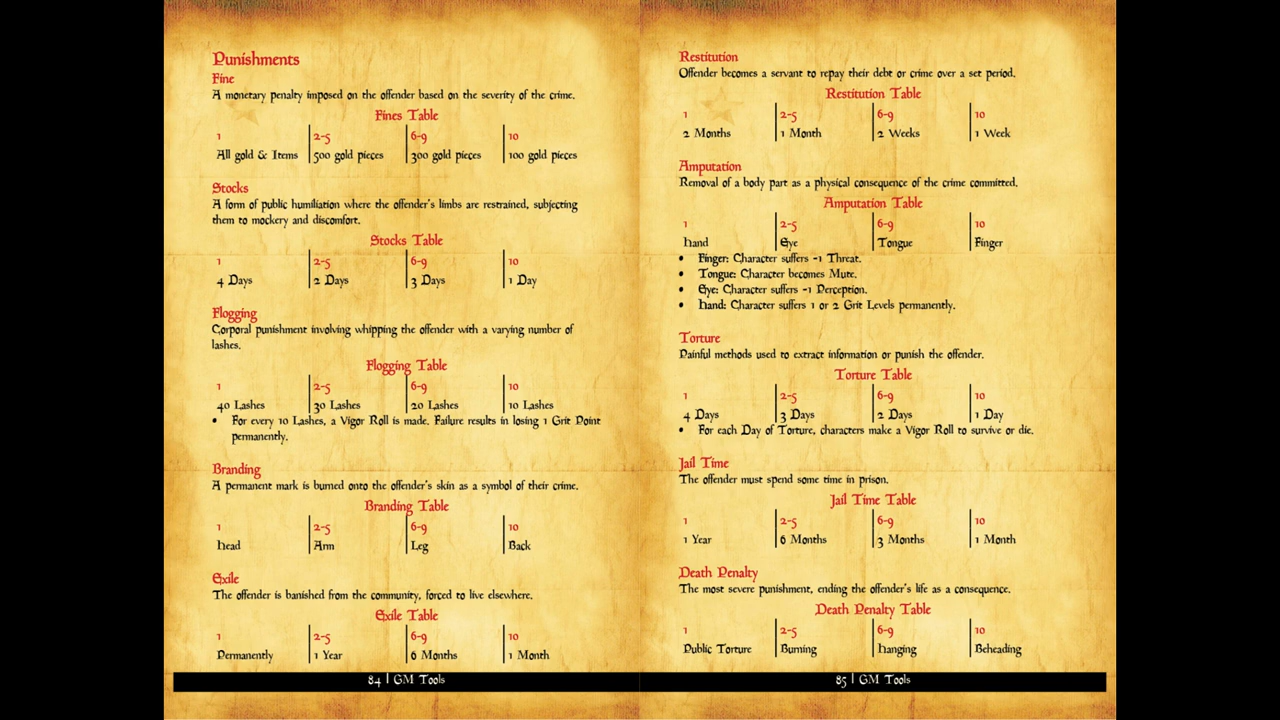 Punishments
Fine
A monetary penalty imposed on the offender based on the severity of the crime.
Fines Table
1 2-5 6-9 10
All gold & Items 500 gold pieces 300 gold pieces 100 gold pieces
Stocks
A form of public humiliation where the offender's limbs are restrained, subjecting
them to mockery and discomfort.
Stocks Table
1 2-5 6-9 10
4 Days 2 Days 3 Days 1 Day
Flogging
Corporal punishment involving whipping the offender with a varying number of
lashes.
Flogging Table
1 2-5 6-9 10
40 Lashes 30 Lashes 20 Lashes 10 Lashes
• For every 10 Lashes, a Vigor Roll is made. Failure results in losing 1 Grit Point
permanently.
Branding
A permanent mark is burned onto the offender's skin as a symbol of their crime.
Branding Table
1 2-5 6-9 10
Head Arm Leg Back
Exile
The offender is banished from the community, forced to live elsewhere.
Exile Table
1 2-5 6-9 10
Permanently 1 Year 6 Months 1 Month
84 | GM Tools
Restitution
Offender becomes a servant to repay their debt or crime over a set period.
Restitution Table
1 2-5 6-9 10
2 Months 1 Month 2 Weeks 1 Week
Amputation
Removal of a body part as a physical consequence of the crime committed.
Amputation Table
1 2-5 6-9 10
Hand Eye Tongue Finger
• Finger: Character suffers -1 Threat.
• Tongue: Character becomes Mute.
• Eye: Character suffers -1 Perception.
• Hand: Character suffers 1 or 2 Grit Levels permanently.
Torture
Painful methods used to extract information or punish the offender.
Torture Table
1 2-5 6-9 10
4 Days 3 Days 2 Days 1 Day
• For each Day of Torture, characters make a Vigor Roll to survive or die.
Jail Time
The offender must spend some time in prison.
Jail Time Table
1 2-5 6-9 10
1 Year 6 Months 3 Months 1 Month
Death Penalty
The most severe punishment, ending the offender's life as a consequence.
Death Penalty Table
1 2-5 6-9 10
Public Torture Burning Hanging Beheading
85 | GM Tools